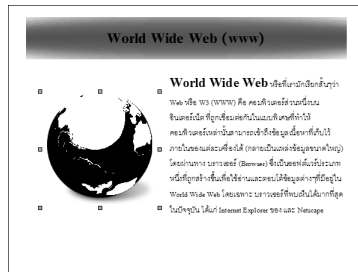 World Wide Web (www)
World Wide Web หรือที่เรามักเรียกสั้นๆว่า
Web หรือ W3 (WWW) คือ คอมพิวเตอร์ส่วนหนึ่งบน
อินเตอร์เน็ต ที่ถูกเชื่อมต่อกันในแบบพิเศษที่ทำให้
คอมพิวเตอร์เหล่านั้นสามารถเข้าถึงข้อมูลเนื้อหาที่เก็บไว้
ภายในของแต่ละเครื่องได้ (กลายเป็นแหล่งข้อมูลขนาดใหญ่)
โดยผ่านทาง บราวเซอร์ (Browser) ซึ่งเป็นซอฟต์แวร์ประเภท
หนึ่งที่ถูกสร้างขึ้นเพื่อใช้อ่านและตอบโต้ข้อมูลต่างๆที่มีอยู่ใน
World Wide Web โดยเฉพาะ บราวเซอร์ที่พบเห็นได้มากที่สุด
ในปัจจุบัน ได้แก่ Internet Explorer ของ และ Netscape